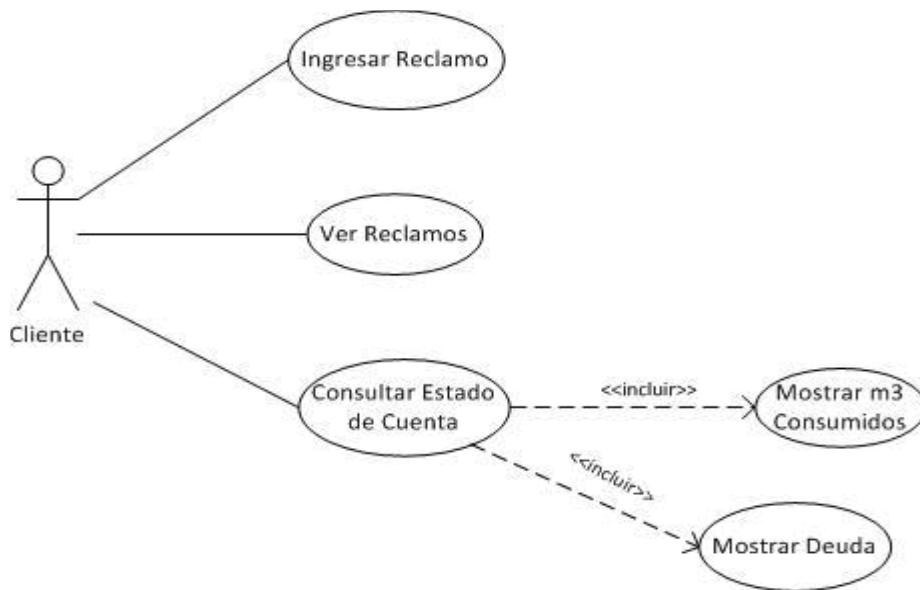 Ingresar Reclamo
Ver Reclamos
Cliente
Consultar Estado
de Cuenta
<<incluir>>
Mostrar m3
Consumidos
<<incluir>>
Mostrar Deuda